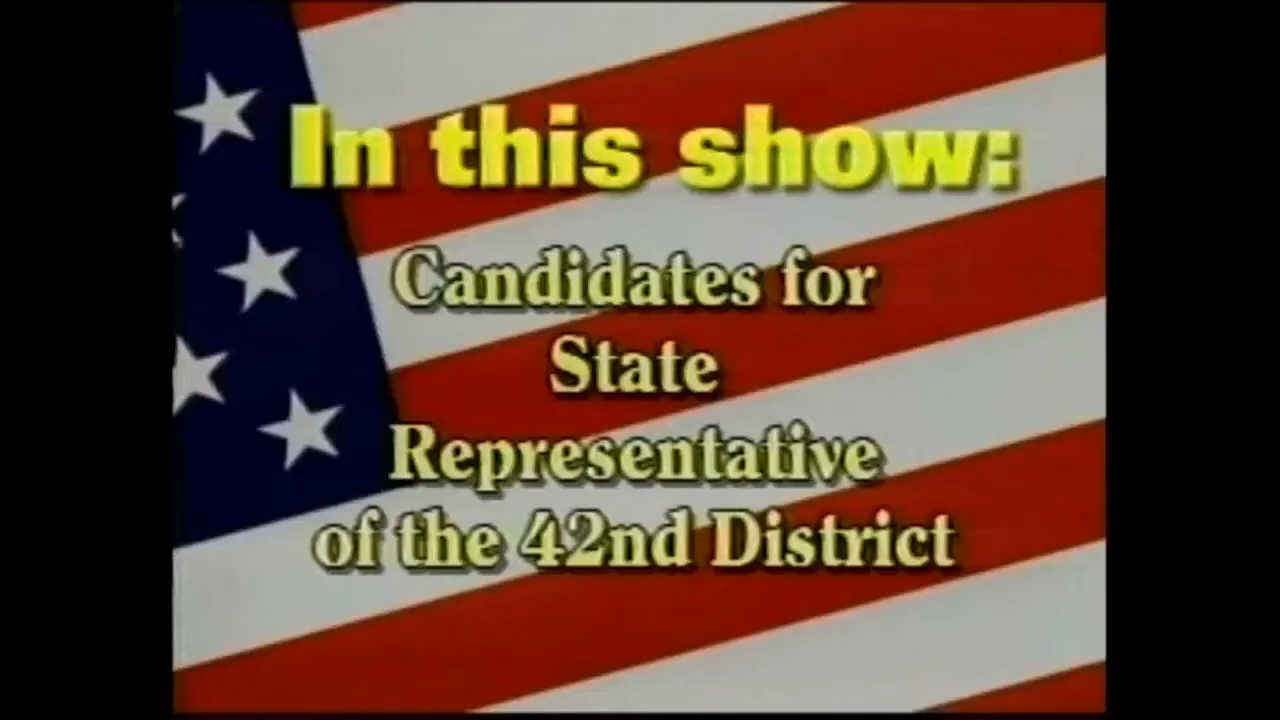 In this show:
Candidates for
State
Representative
of the 42nd District